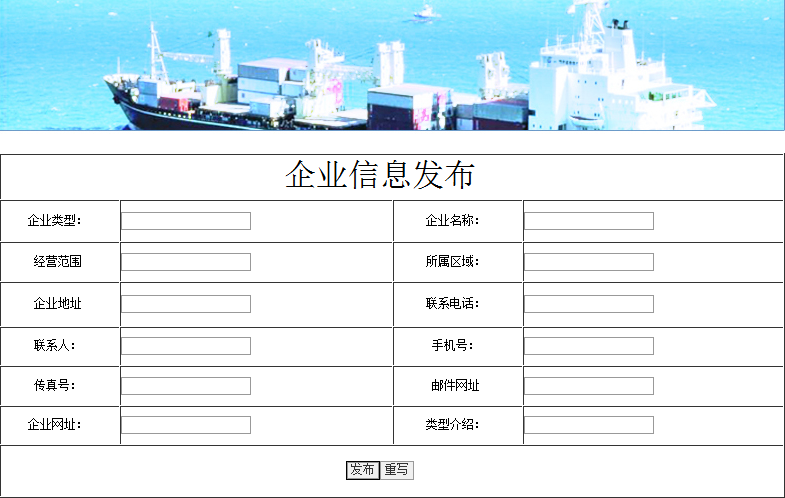 企业信息发布
企业类型： 企业名称：
经营范围 所属区域：
企业地址 联系电话：
联系人： 手机号：
传真号： 邮件网址
企业网址： 类型介绍：
发布 重写